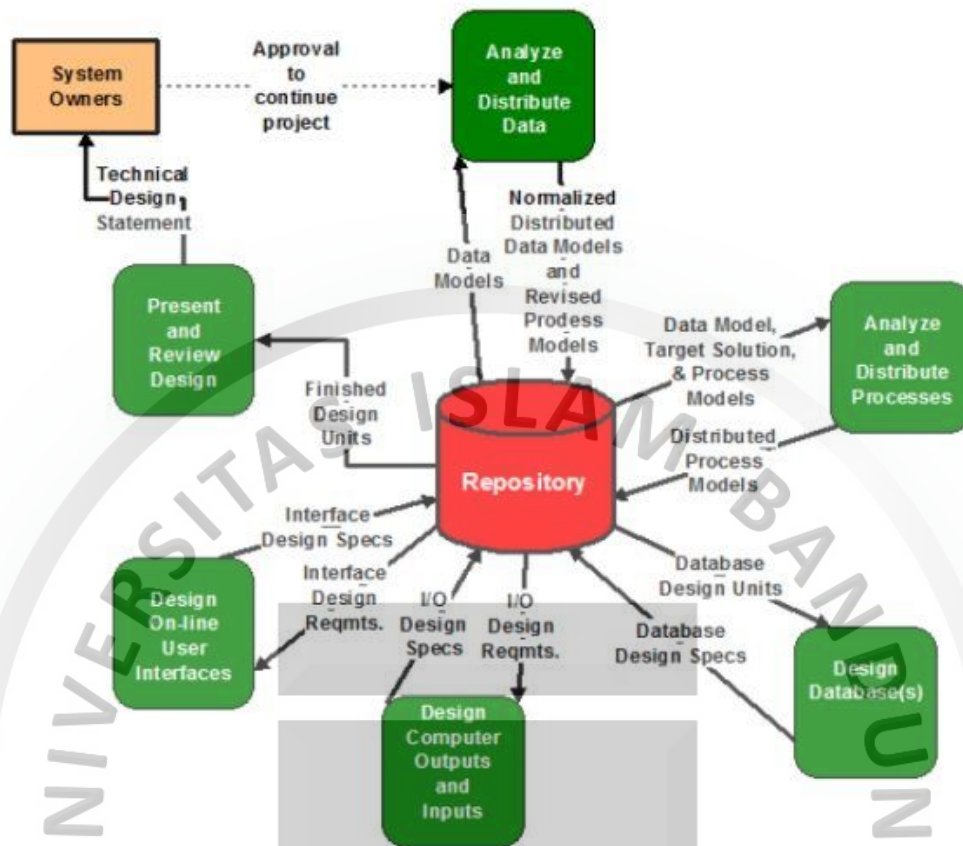 System
Owners
Approval
to
continue
project
Analyze
and
Distribute
Data
Technical
Design
Statement
Data
Models
Normalized
Distributed
Data Models
and
Revised
Prodess
Models
Present
and
Review
Design
Finished
Design
Units
Data Model,
Target Solution,
& Process
Models
Analyze
and
Distribute
Processes
Distributed
Process
Models
Repository
Interface
Design Specs
Interface
Design
Reqmts.
Design
On-line
User
Interfaces
I/O
Design
Specs
I/O
Design
Reqmts.
Design
Computer
Outputs
and
Inputs
Database
Design Units
Database
Design Specs
Design
Database(s)
NIVERSITAS ISLAM BANDUN